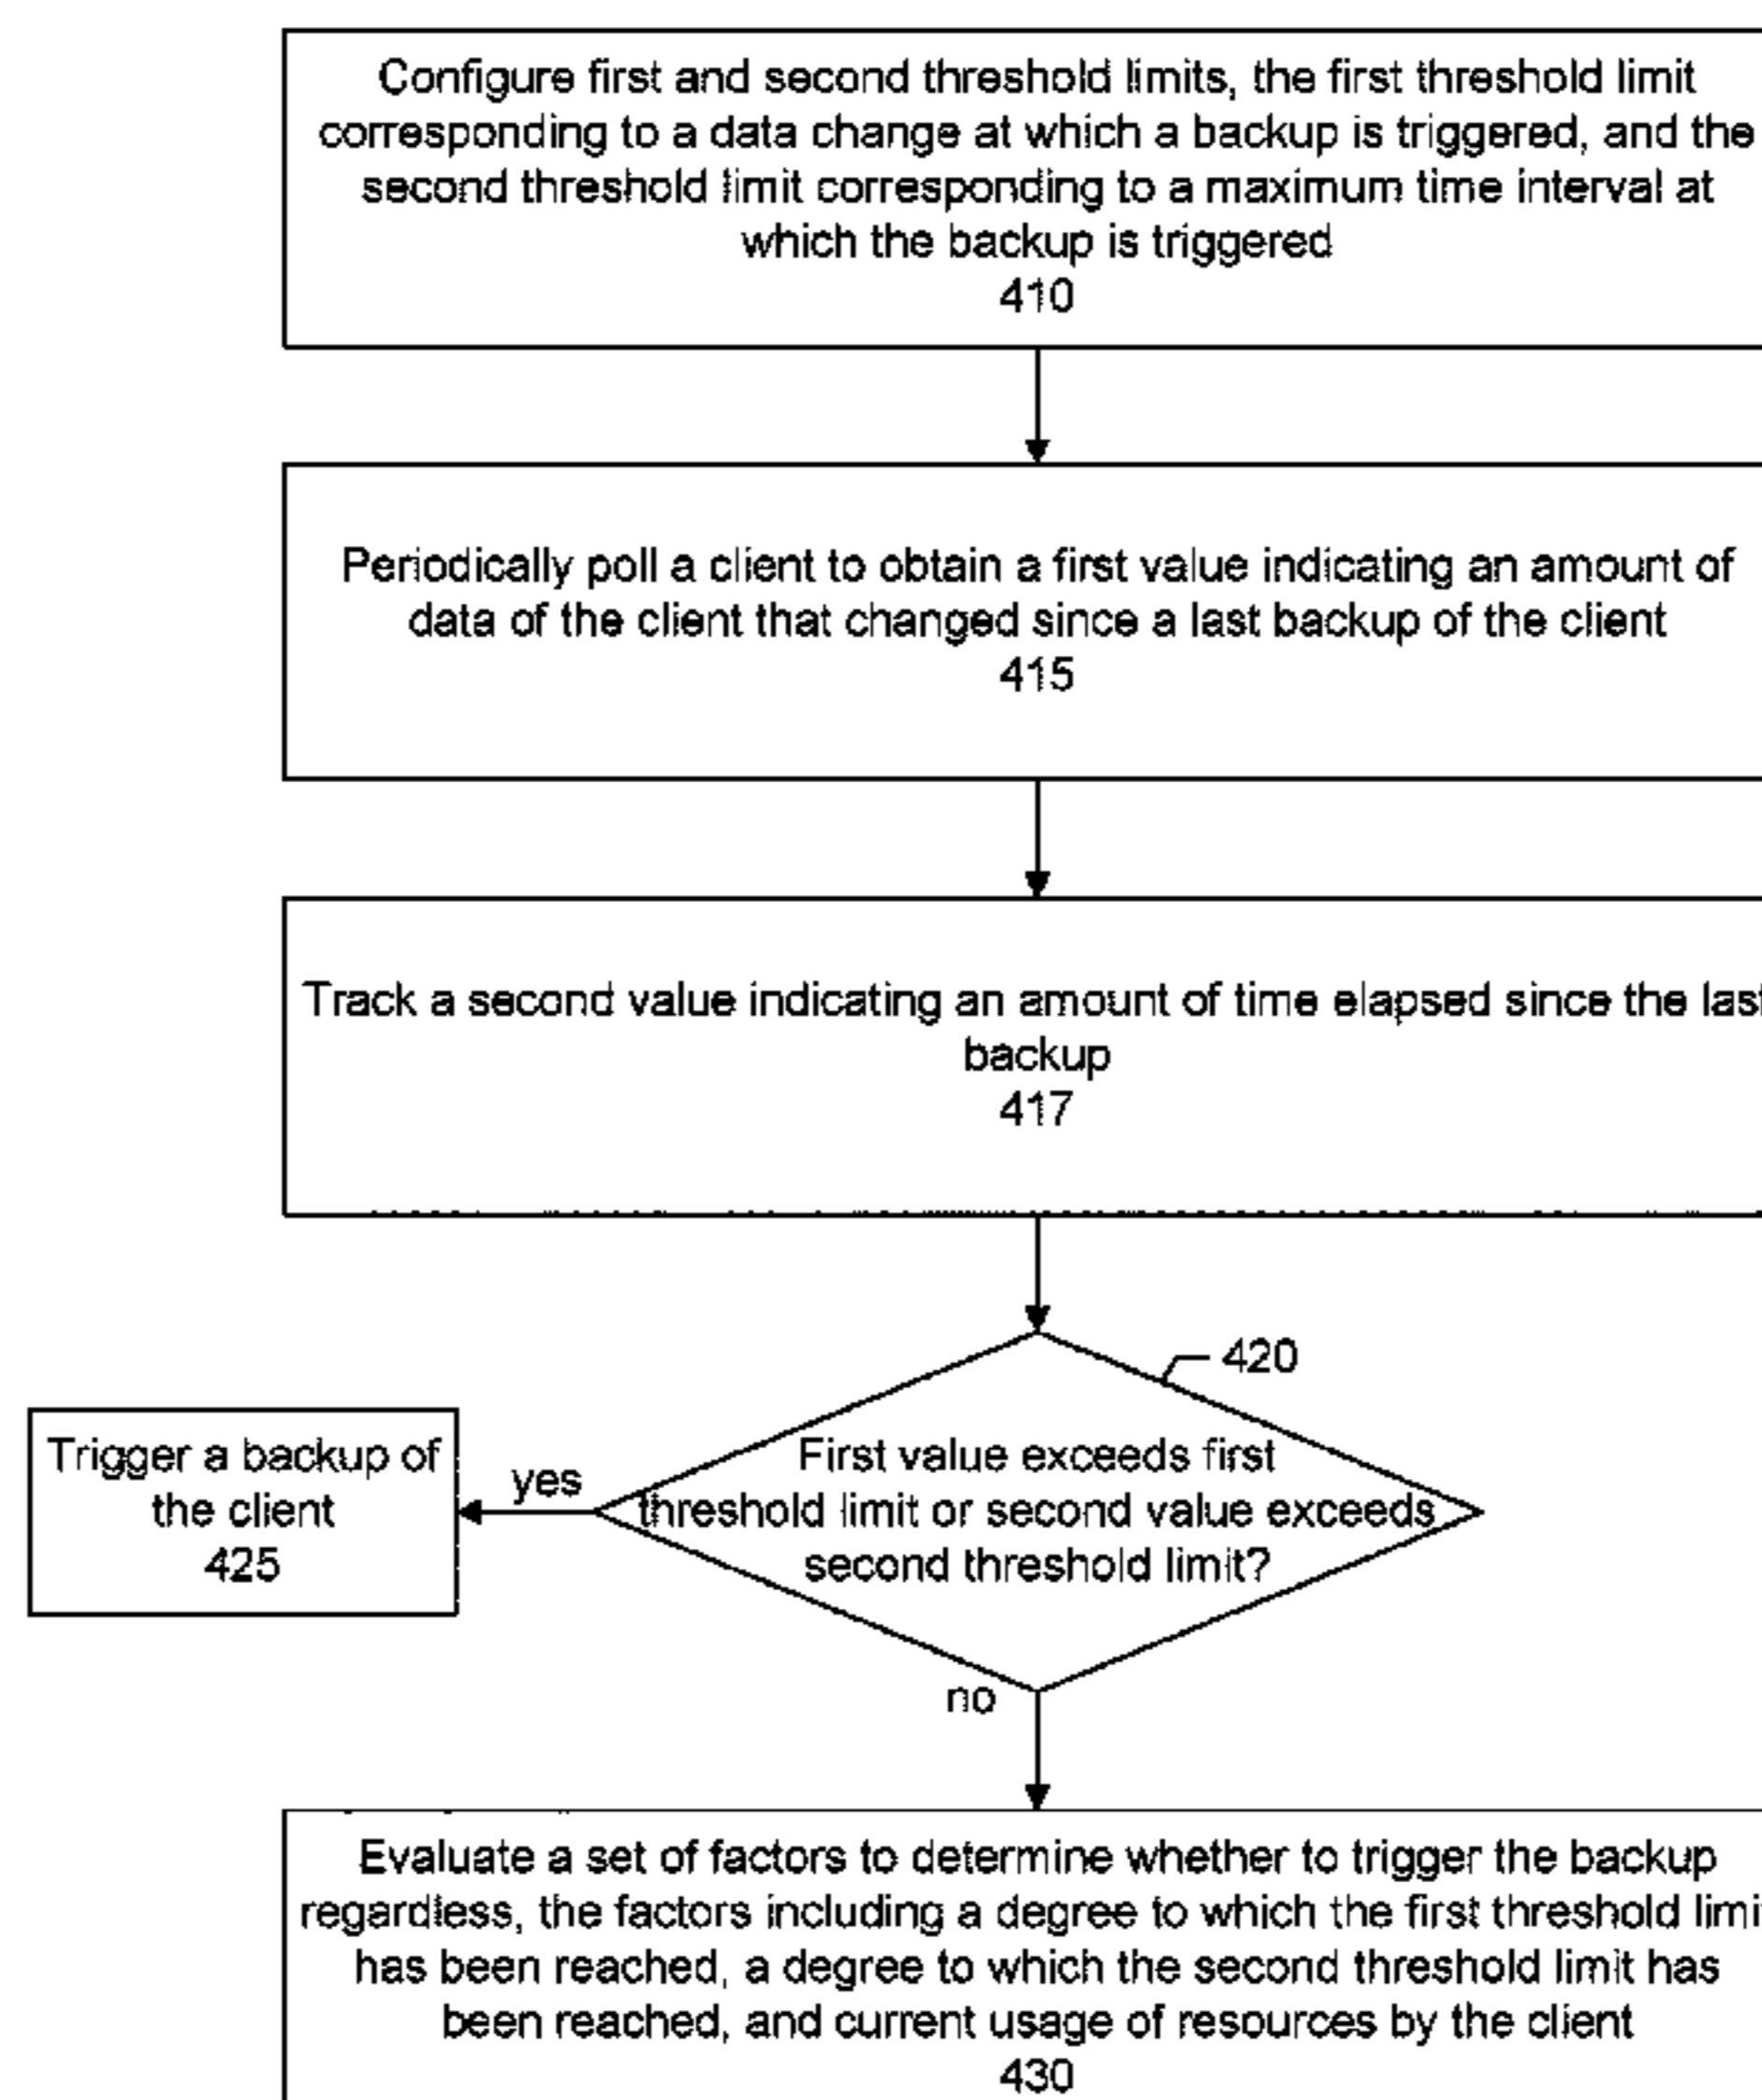 Configure first and second threshold limits, the first threshold limit
corresponding to a data change at which a backup is triggered, and the
second threshold limit corresponding to a maximum time interval at
which the backup is triggered
410
Periodically poll a client to obtain a first value indicating an amount of
data of the client that changed since a last backup of the client
415
Track a second value indicating an amount of time elapsed since the last
backup
417
420
First value exceeds first
threshold limit or second value exceeds
second threshold limit?
yes
Trigger a backup of
the client
425
no
Evaluate a set of factors to determine whether to trigger the backup
regardless, the factors including a degree to which the first threshold limit
has been reached, a degree to which the second threshold limit has
been reached, and current usage of resources by the client
430